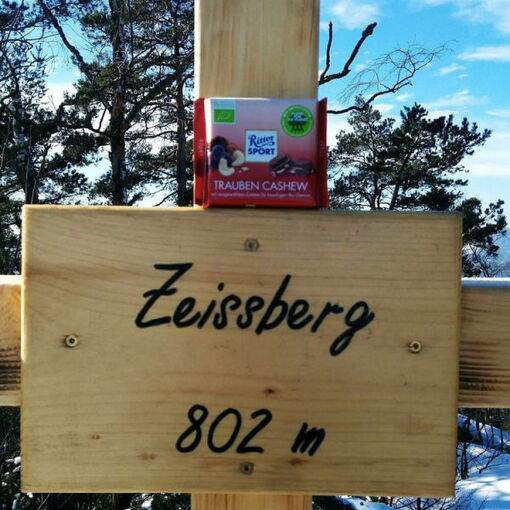 Ritter
SPORT
TRAUBEN CASHEW
Zeissberg
802 m